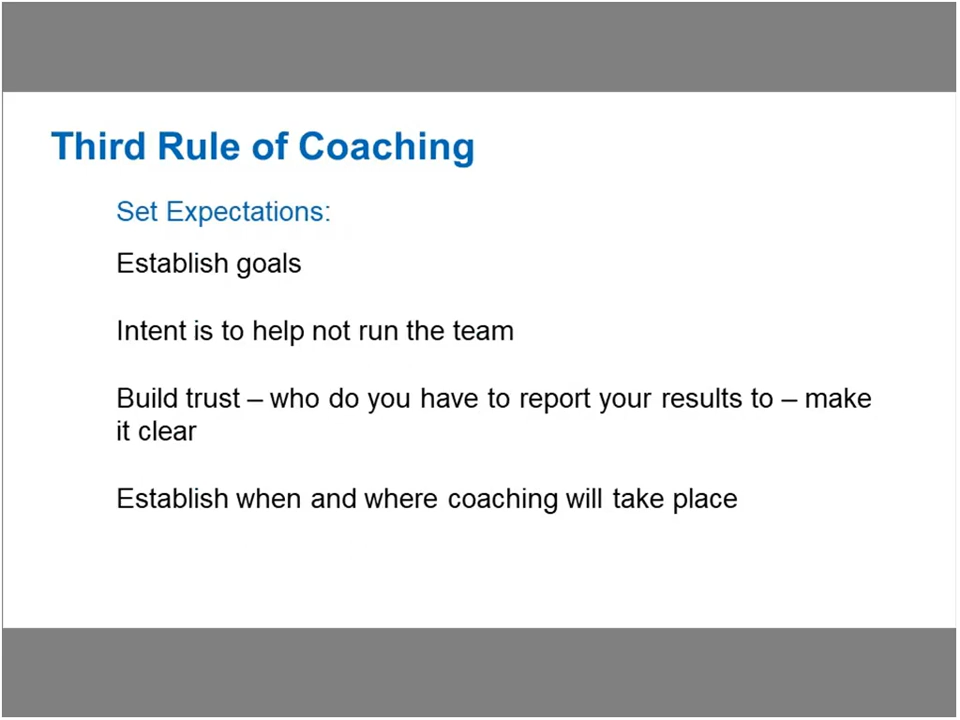 Third Rule of Coaching
Set Expectations:
Establish goals
Intent is to help not run the team
Build trust – who do you have to report your results to – make
it clear
Establish when and where coaching will take place